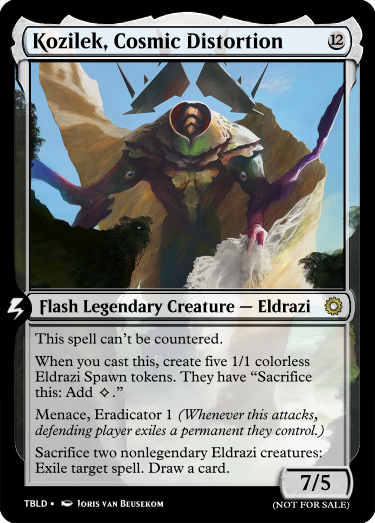 Kozilek, Cosmic Distortion 12
Flash Legendary Creature — Eldrazi
This spell can't be countered.
When you cast this, create five 1/1 colorless
Eldrazi Spawn tokens. They have “Sacrifice
this: Add ◇.”
Menace, Eradicator 1 (Whenever this attacks,
defending player exiles a permanent they control.)
Sacrifice two nonlegendary Eldrazi creatures:
Exile target spell. Draw a card.
7/5
TBLD • Joris van Beusekom (NOT FOR SALE)